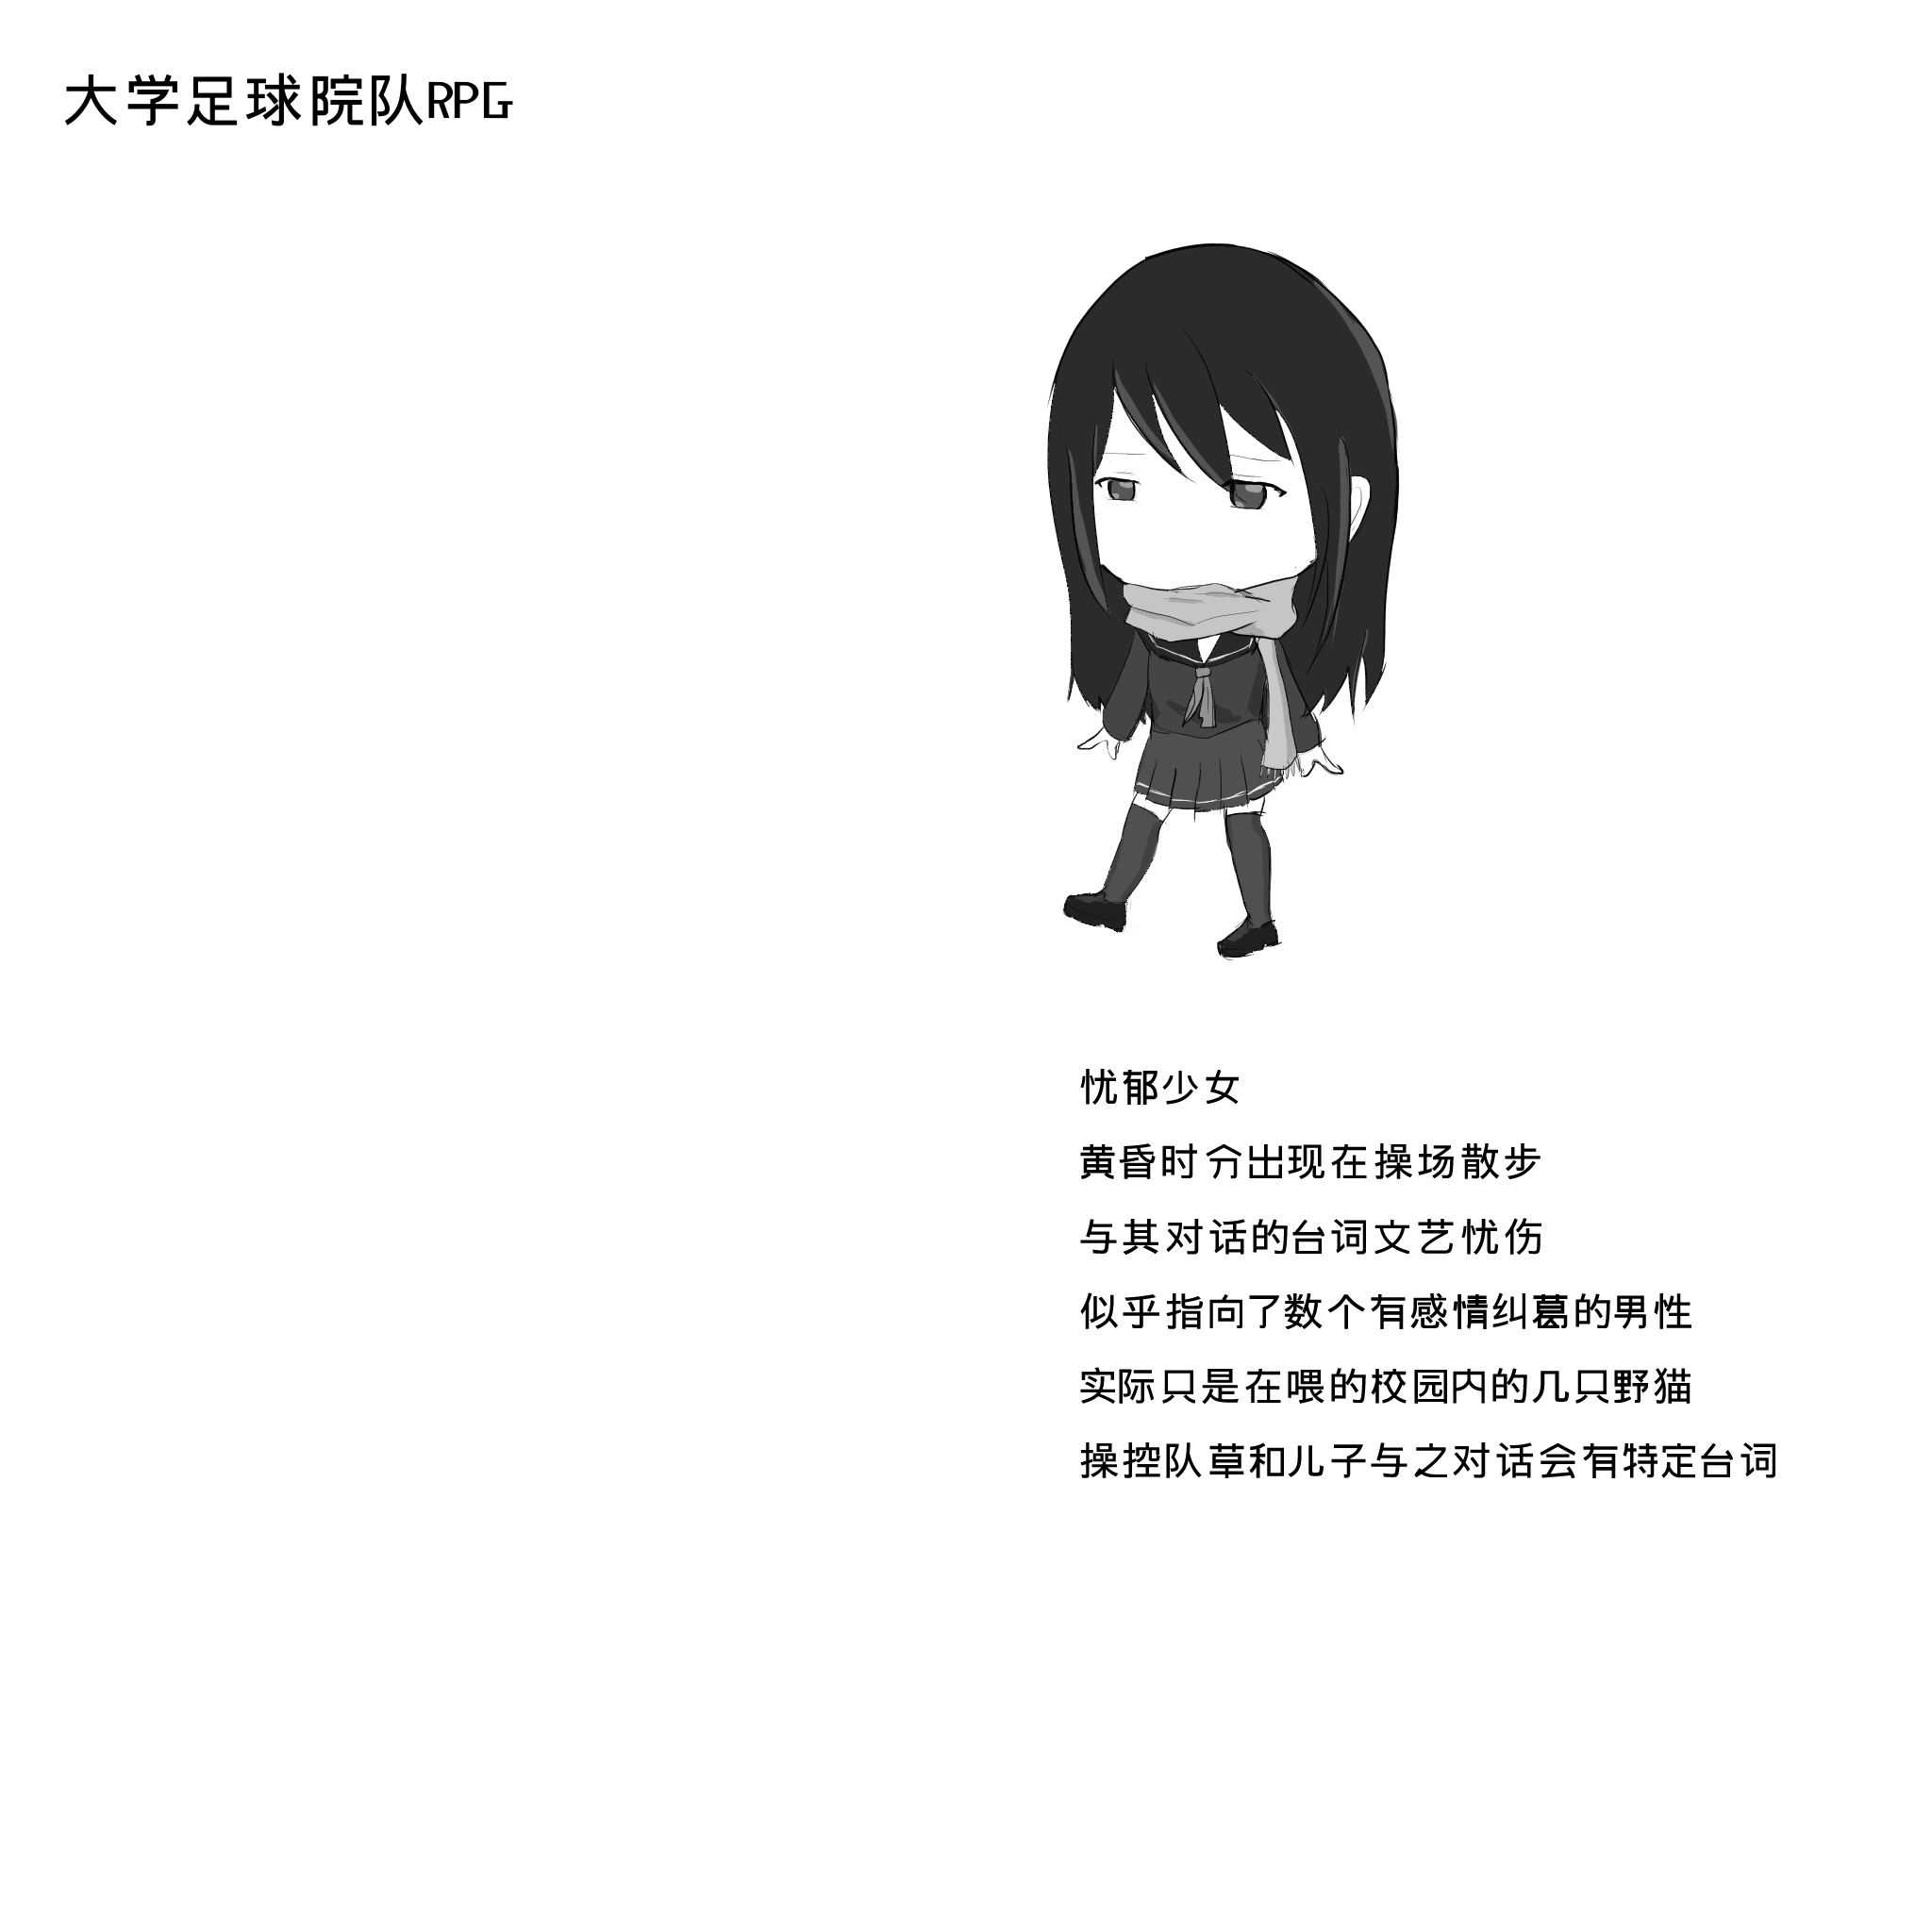 大学足球院队RPG
忧郁少女
黄昏时分出现在操场散步
与其对话的台词文艺忧伤
似乎指向了数个有感情纠葛的男性
实际只是在喂的校园内的几只野猫
操控队草和儿子与之对话会有特定台词